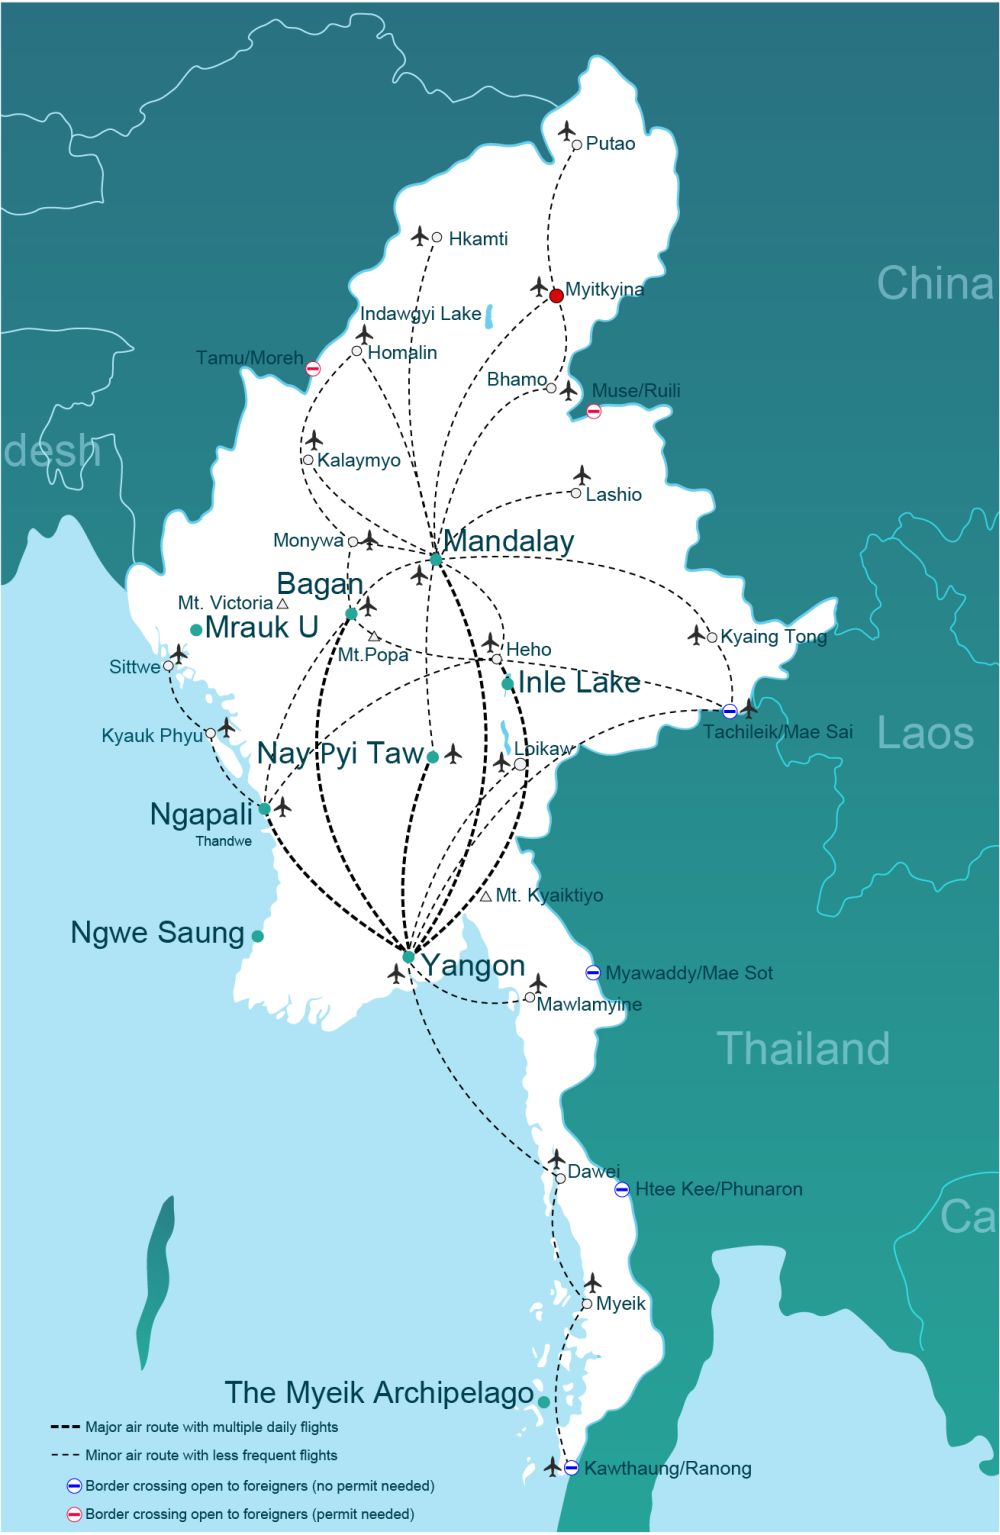 Putao
Hkamti
China
Myitkyina
Indawgyi Lake
Homalin
Tamu/Moreh
Bhamo
Muse/Ruili
desh
Kalaymyo
Lashio
Monywa
Mandalay
Bagan
Mt. Victoria
Mrauk U
Kyaing Tong
Mt.Popa
Heho
Sittwe
Inle Lake
Kyauk Phyu
Tachileik/Mae Sai
Laos
Nay Pyi Taw
Loikaw
Ngapali
Thandwe
Mt. Kyaiktiyo
Ngwe Saung
Yangon
Myawaddy/Mae Sot
Mawlamyine
Thailand
Dawei
Htee Kee/Phunaron
Ca
Myeik
The Myeik Archipelago
Major air route with multiple daily flights
Minor air route with less frequent flights
Kawthaung/Ranong
Border crossing open to foreigners (no permit needed)
Border crossing open to foreigners (permit needed)